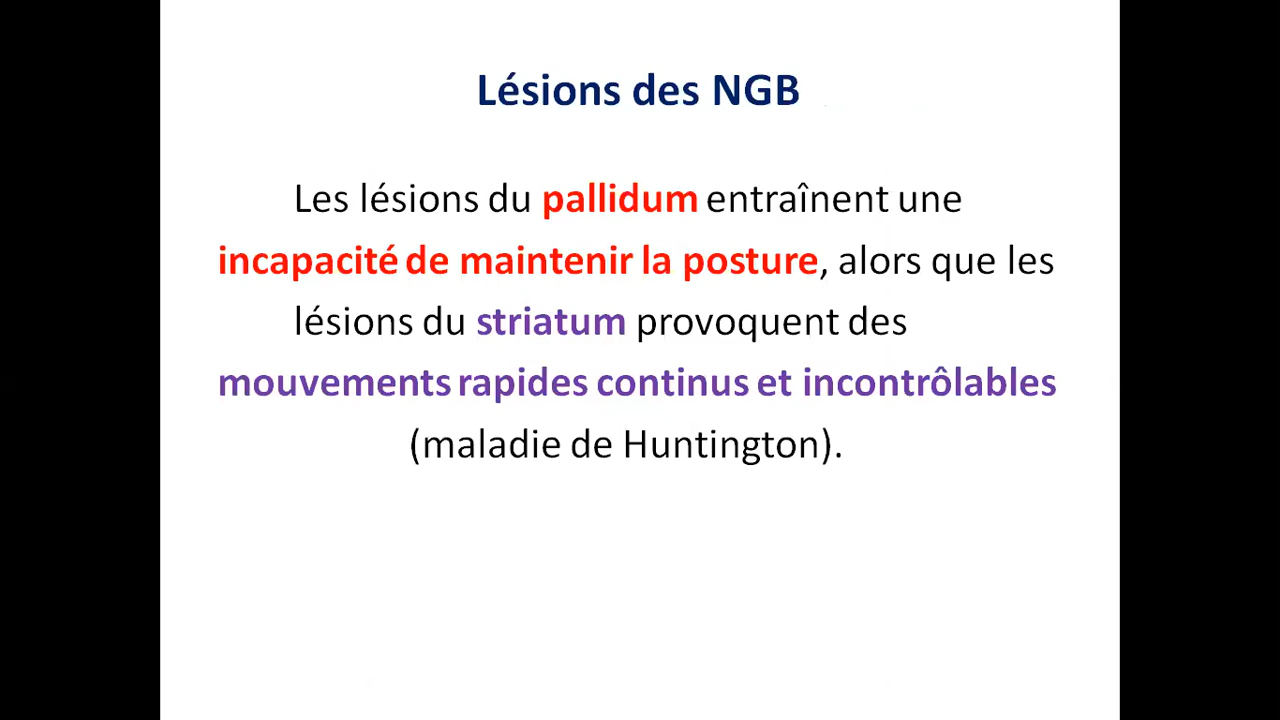 Lésions des NGB
Les lésions du pallidum entraînent une
incapacité de maintenir la posture, alors que les
lésions du striatum provoquent des
mouvements rapides continus et incontrôlables
(maladie de Huntington).